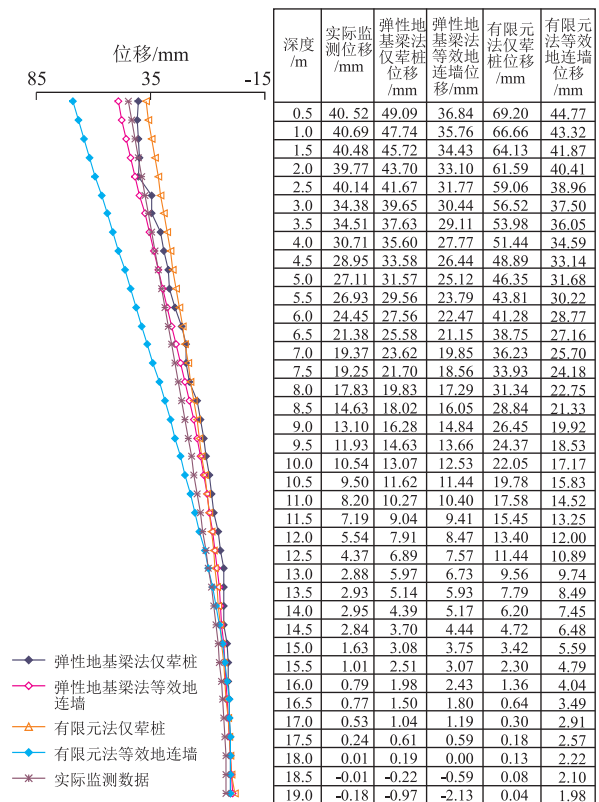 位移/mm
85 35 -15
弹性地基梁法仅荤桩
弹性地基梁法等效地
连墙
有限元法仅荤桩
有限元法等效地连墙
实际监测数据
深度/m 实际监测位移/mm 弹性地基梁法仅荤桩位移/mm 弹性地基梁法等效地连墙位移/mm 有限元法仅荤桩位移/mm 有限元法等效地连墙位移/mm
0.5 40.52 49.09 36.84 69.20 44.77
1.0 40.69 47.74 35.76 66.66 43.32
1.5 40.48 45.72 34.43 64.13 41.87
2.0 39.77 43.70 33.10 61.59 40.41
2.5 40.14 41.67 31.77 59.06 38.96
3.0 34.38 39.65 30.44 56.52 37.50
3.5 34.51 37.63 29.11 53.98 36.05
4.0 30.71 35.60 27.77 51.44 34.59
4.5 28.95 33.58 26.44 48.89 33.14
5.0 27.11 31.57 25.12 46.35 31.68
5.5 26.93 29.56 23.79 43.81 30.22
6.0 24.45 27.56 22.47 41.28 28.77
6.5 21.38 25.58 21.15 38.75 27.16
7.0 19.37 23.62 19.85 36.23 25.70
7.5 19.25 21.70 18.56 33.93 24.18
8.0 17.83 19.83 17.29 31.34 22.75
8.5 14.63 18.02 16.05 28.84 21.33
9.0 13.10 16.28 14.84 26.45 19.92
9.5 11.93 14.63 13.66 24.37 18.53
10.0 10.54 13.07 12.53 22.05 17.17
10.5 9.50 11.62 11.44 19.78 15.83
11.0 8.20 10.27 10.40 17.58 14.52
11.5 7.19 9.04 9.41 15.45 13.25
12.0 5.54 7.91 8.47 13.40 12.00
12.5 4.37 6.89 7.57 11.44 10.89
13.0 2.88 5.97 6.73 9.56 9.74
13.5 2.93 5.14 5.93 7.79 8.49
14.0 2.95 4.39 5.17 6.20 7.45
14.5 2.84 3.70 4.44 4.72 6.48
15.0 1.63 3.08 3.75 3.42 5.59
15.5 1.01 2.51 3.07 2.30 4.79
16.0 0.79 1.98 2.43 1.36 4.04
16.5 0.77 1.50 1.80 0.64 3.49
17.0 0.53 1.04 1.19 0.30 2.91
17.5 0.24 0.61 0.59 0.18 2.57
18.0 0.01 0.19 0.00 0.13 2.22
18.5 -0.01 -0.22 -0.59 0.08 2.10
19.0 -0.18 -0.97 -2.13 0.04 1.98